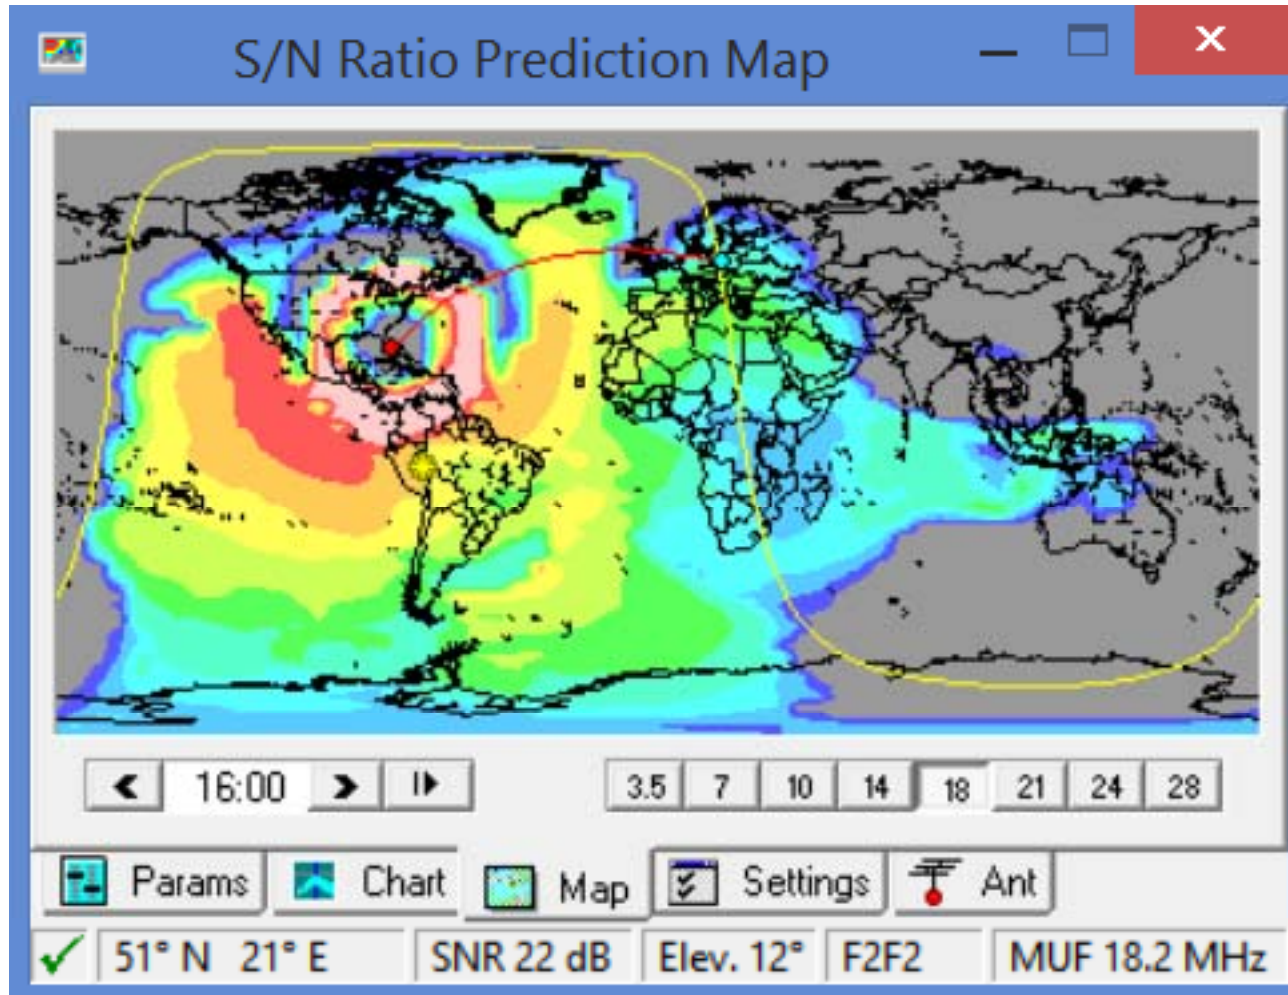 S/N Ratio Prediction Map
16:00 3.5 7 10 14 18 21 24 28
Params Chart Map Settings Ant
51° N 21° E SNR 22 dB Elev. 12° F2F2 MUF 18.2 MHz